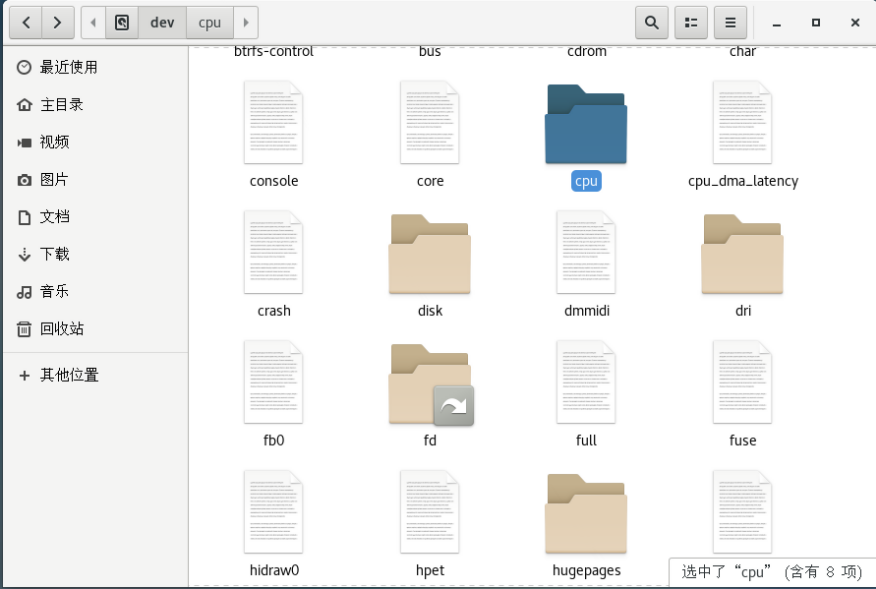 dev cpu
最近使用
主目录
视频
图片
文档
下载
音乐
回收站
+ 其他位置
btrfs-control bus cdrom char
console core cpu cpu_dma_latency
crash disk dmmidi dri
fb0 fd full fuse
hidraw0 hpet hugepages
选中了“cpu” (含有 8 项)